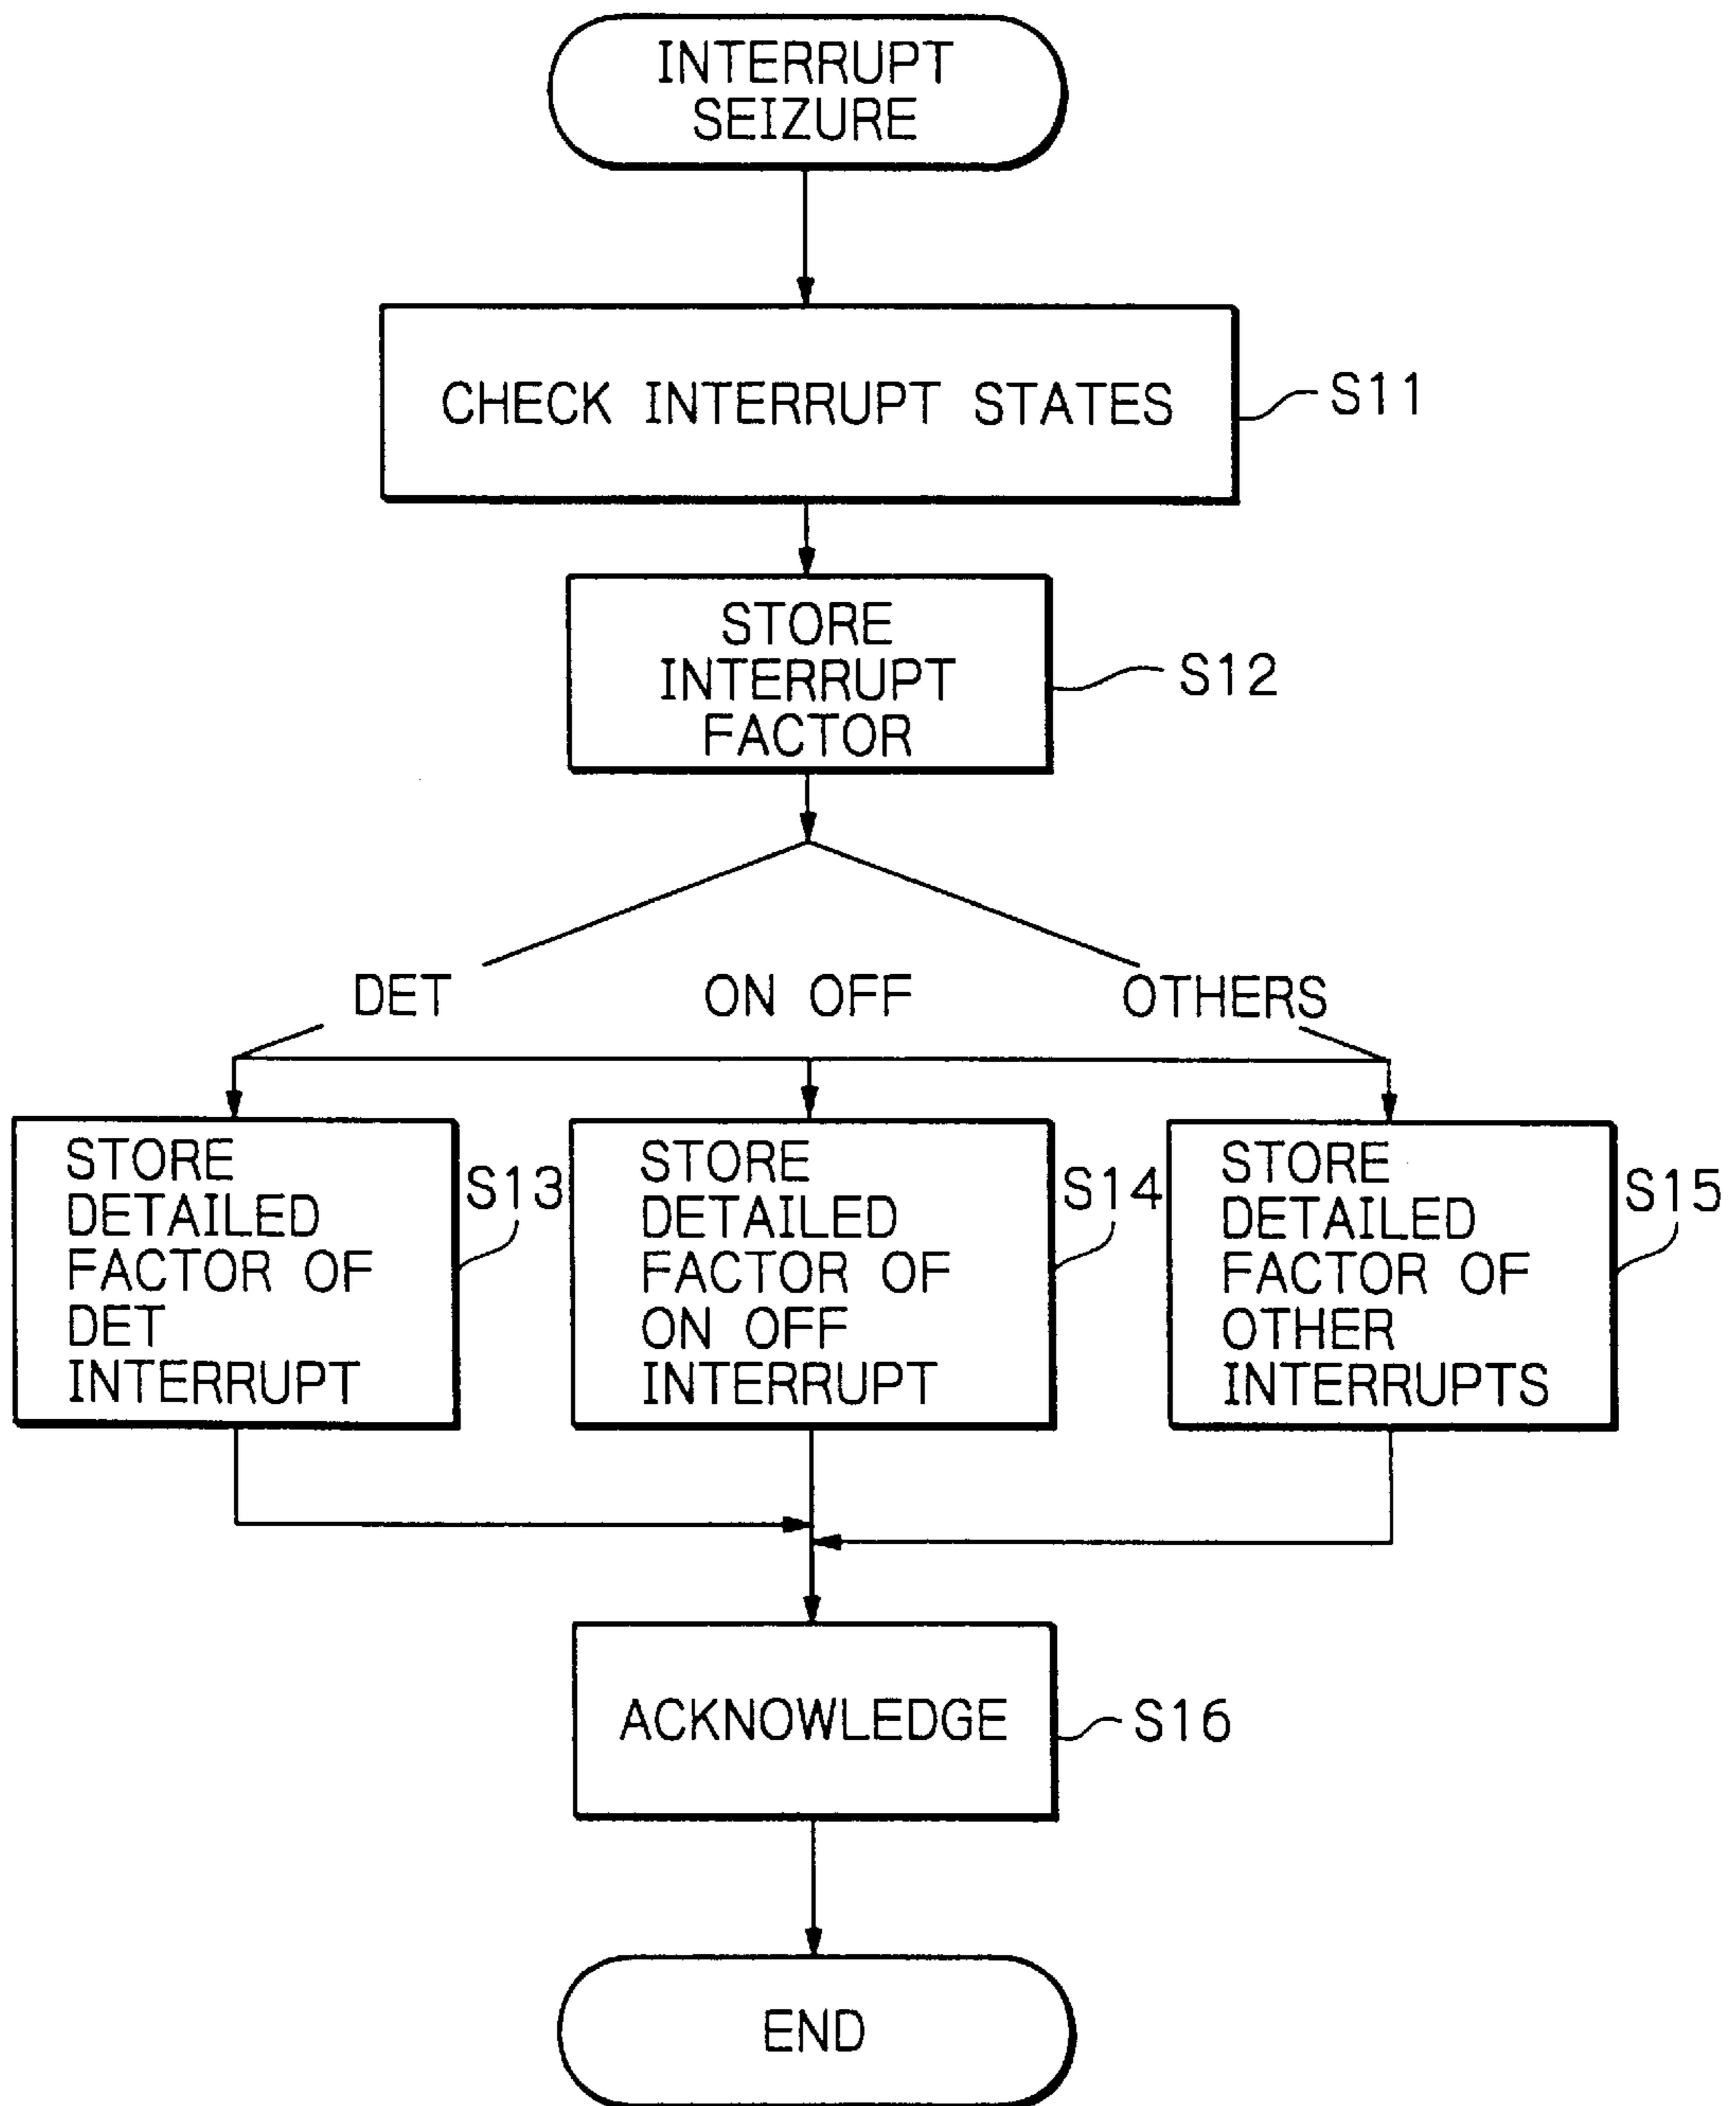 INTERRUPT
SEIZURE
CHECK INTERRUPT STATES
S11
STORE
INTERRUPT
FACTOR
S12
DET
ON OFF
OTHERS
STORE
DETAILED
FACTOR OF
DET
INTERRUPT
S13
STORE
DETAILED
FACTOR OF
ON OFF
INTERRUPT
S14
STORE
DETAILED
FACTOR OF
OTHER
INTERRUPTS
S15
ACKNOWLEDGE
S16
END